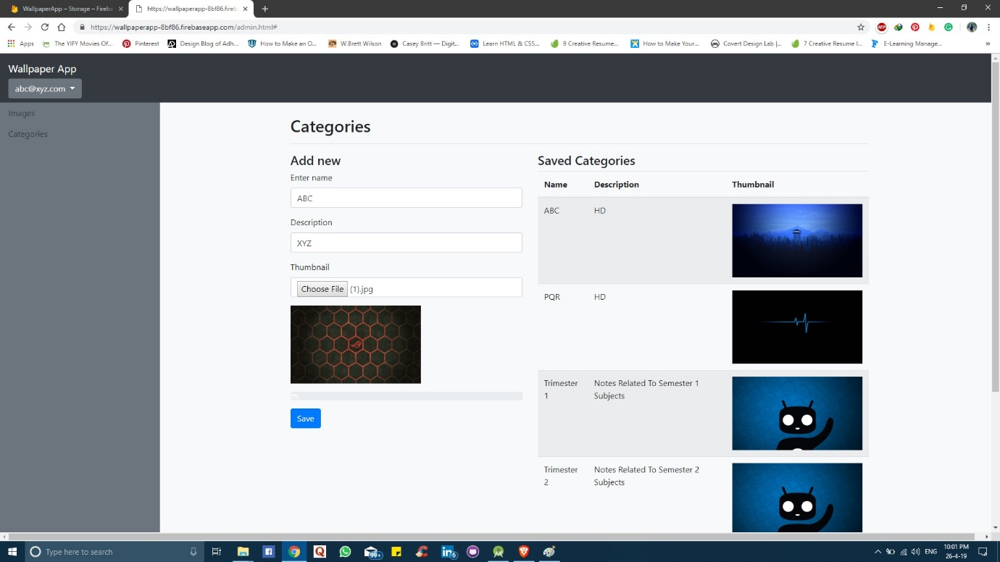 WallpaperApp – Storage – Fireb
https://wallpaperapp-8bf86.fireb
https://wallpaperapp-8bf86.firebaseapp.com/admin.html#
ABP
Apps
The YIFY Movies Of...
Pinterest
Design Blog of Adh...
How to Make an O...
W.Brett Wilson
Casey Britt — Digit...
Learn HTML & CSS...
9 Creative Resume...
How to Make Your...
Covert Design Lab |...
7 Creative Resume I...
E-Learning Manage...
»
Wallpaper App
abc@xyz.com
Images
Categories
Categories
Add new
Enter name
ABC
Description
XYZ
Thumbnail
Choose File (1).jpg
Save
Saved Categories
Name Description Thumbnail
ABC HD
PQR HD
Trimester Notes Related To Semester 1
1 Subjects
Trimester Notes Related To Semester 2
2 Subjects
Type here to search
99+
6
ENG
10:01 PM
26-4-19